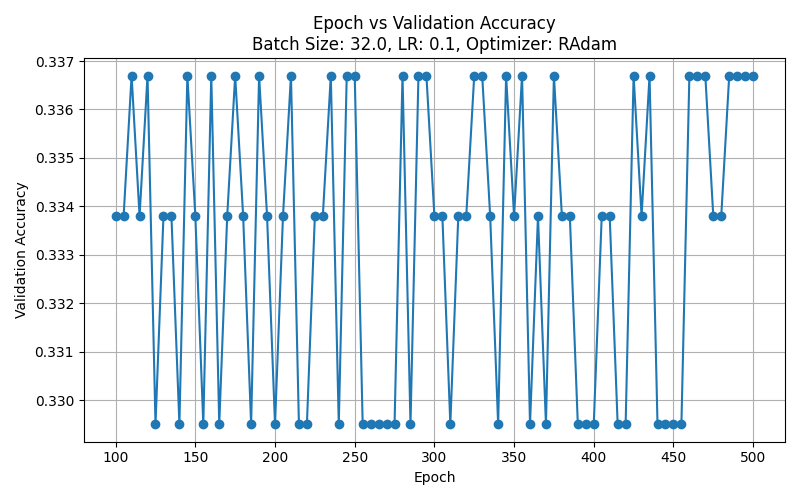 Epoch vs Validation Accuracy
Batch Size: 32.0, LR: 0.1, Optimizer: RAdam
0.337
0.336
0.335
0.334
0.333
0.332
0.331
0.330
Validation Accuracy
100 150 200 250 300 350 400 450 500
Epoch